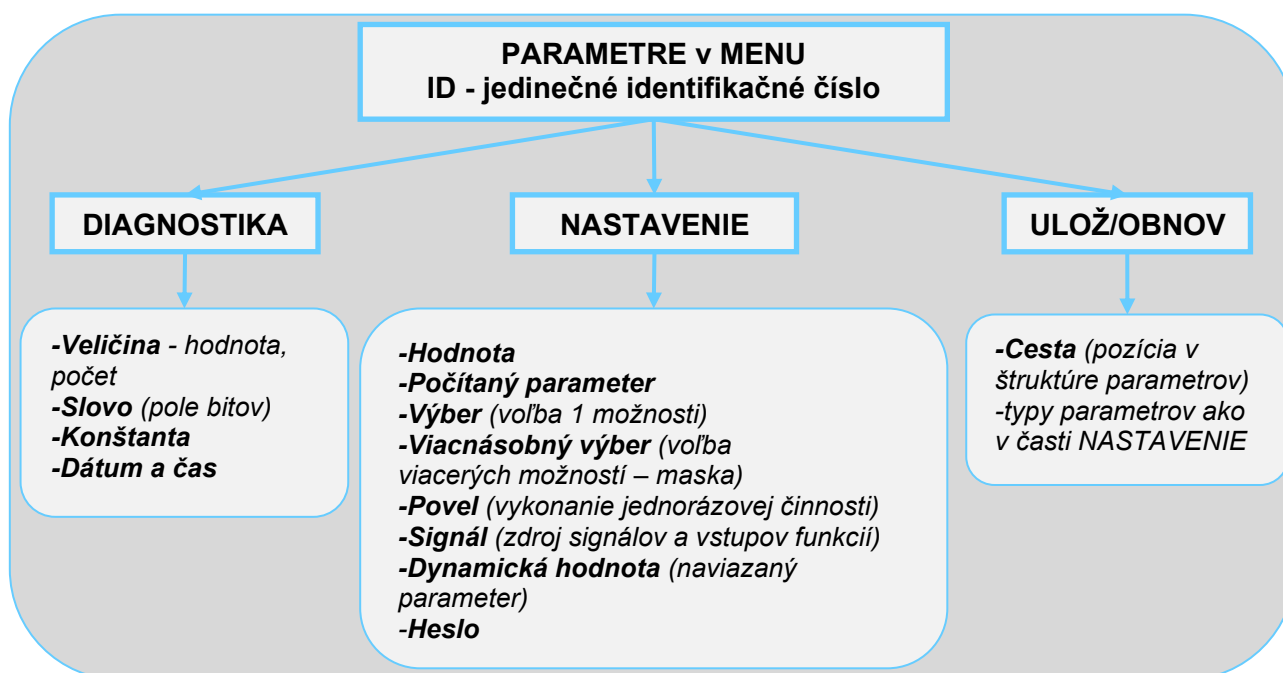 PARAMETRE v MENU
ID - jedinečné identifikačné číslo
DIAGNOSTIKA
NASTAVENIE
ULOŽ/OBNOV
-Veličina - hodnota,
počet
-Slovo (pole bitov)
-Konštanta
-Dátum a čas
-Hodnota
-Počítaný parameter
-Výber (voľba 1 možnosti)
-Viacnásobný výber (voľba
viacerých možností – maska)
-Povel (vykonanie jednorázovej činnosti)
-Signál (zdroj signálov a vstupov funkcií)
-Dynamická hodnota (naviazaný
parameter)
-Heslo
-Cesta (pozícia v
štruktúre parametrov)
-typy parametrov ako
v časti NASTAVENIE